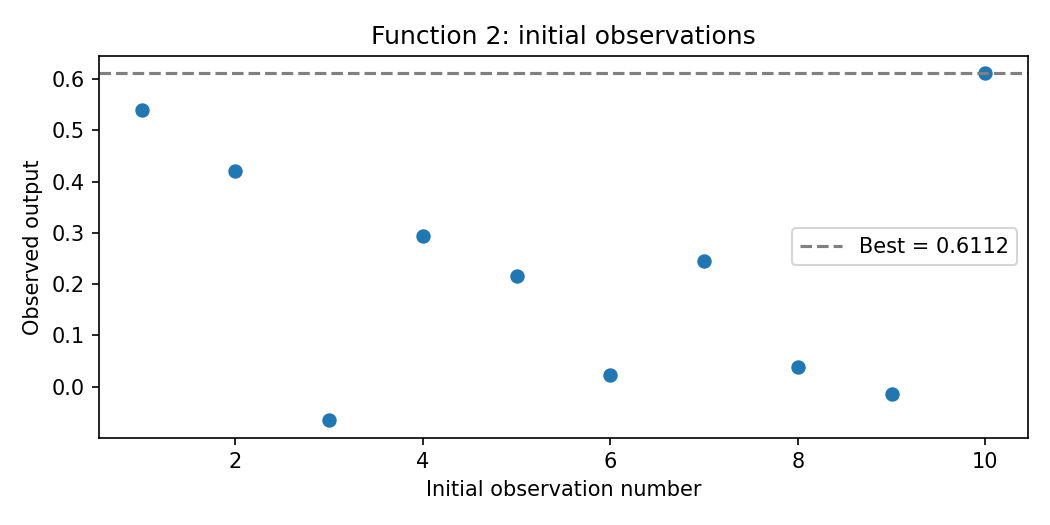 Function 2: initial observations
Observed output
0.6
0.5
0.4
0.3
0.2
0.1
0.0
Best = 0.6112
2 4 6 8 10
Initial observation number